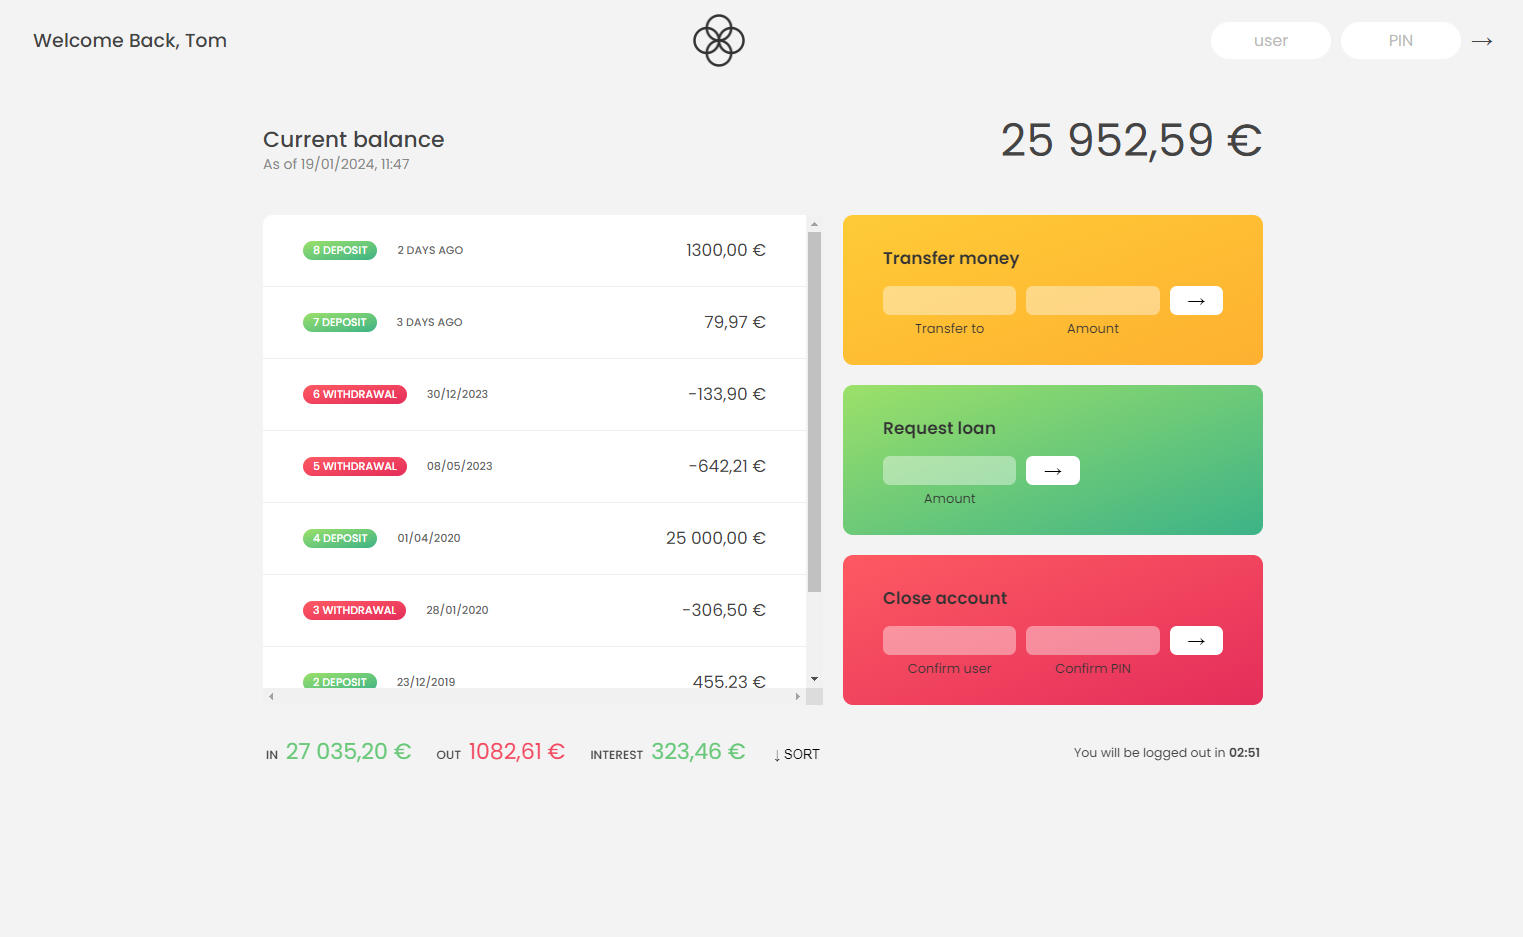 Welcome Back, Tom
user
PIN
→
Current balance
As of 19/01/2024, 11:47
25 952,59 €
8 DEPOSIT 2 DAYS AGO 1300,00 €
7 DEPOSIT 3 DAYS AGO 79,97 €
6 WITHDRAWAL 30/12/2023 -133,90 €
5 WITHDRAWAL 08/05/2023 -642,21 €
4 DEPOSIT 01/04/2020 25 000,00 €
3 WITHDRAWAL 28/01/2020 -306,50 €
2 DEPOSIT 23/12/2019 455,23 €
Transfer money
→
Transfer to Amount
Request loan
→
Amount
Close account
→
Confirm user Confirm PIN
IN 27 035,20 € OUT 1082,61 € INTEREST 323,46 € ↓ SORT
You will be logged out in 02:51